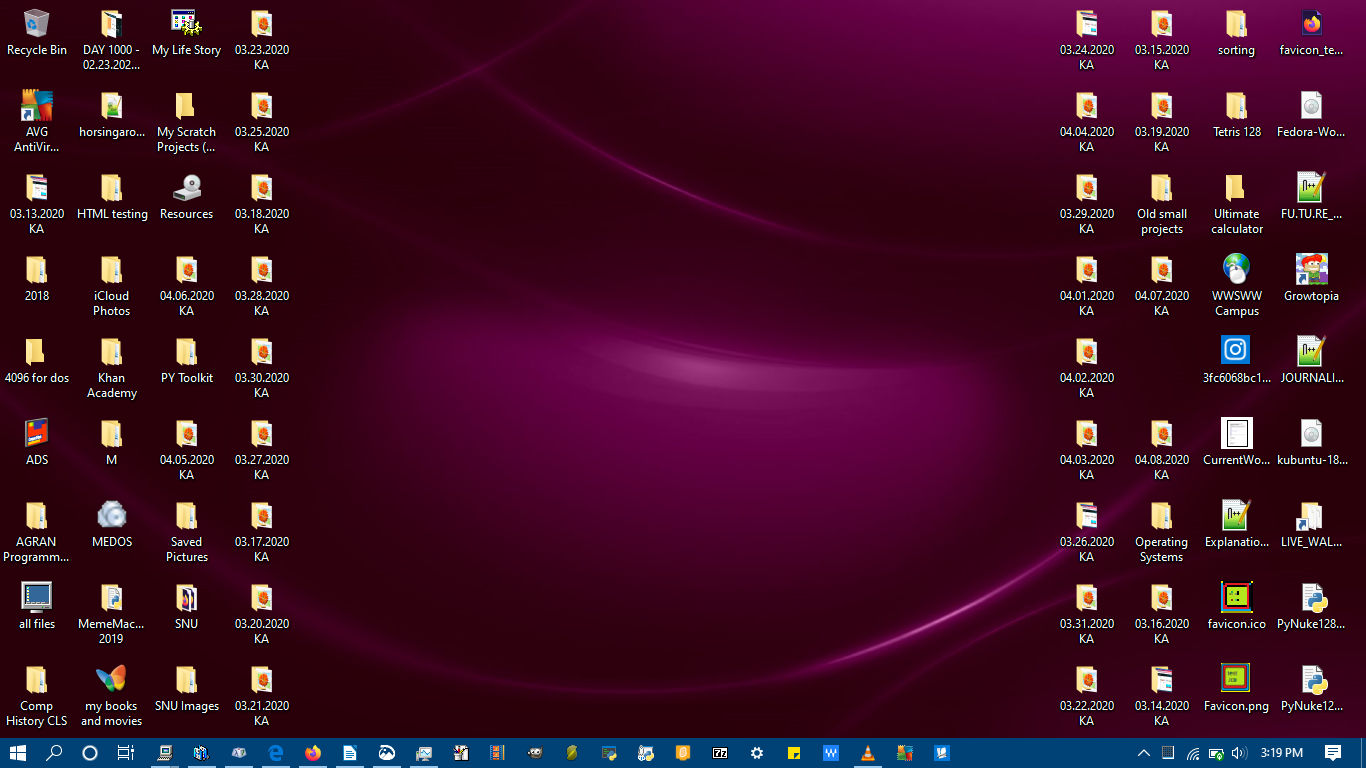 Recycle Bin
DAY 1000 -
02.23.202...
My Life Story
03.23.2020
KA
03.24.2020
KA
03.15.2020
KA
sorting
favicon_te...
AVG
AntiVir...
horsingaro...
My Scratch
Projects (...
03.25.2020
KA
04.04.2020
KA
03.19.2020
KA
Tetris 128
Fedora-Wo...
03.13.2020
KA
HTML testing
Resources
03.18.2020
KA
03.29.2020
KA
Old small
projects
Ultimate
calculator
FU.TU.RE_...
2018
iCloud
Photos
04.06.2020
KA
03.28.2020
KA
04.01.2020
KA
04.07.2020
KA
WWSWW
Campus
Growtopia
4096 for dos
Khan
Academy
PY Toolkit
03.30.2020
KA
04.02.2020
KA
3fc6068bc1...
JOURNALI...
ADS
M
04.05.2020
KA
03.27.2020
KA
04.03.2020
KA
04.08.2020
KA
CurrentWo...
kubuntu-18...
AGRAN
Programm...
MEDOS
Saved
Pictures
03.17.2020
KA
03.26.2020
KA
Operating
Systems
Explanatio...
LIVE_WAL...
all files
MemeMac...
2019
SNU
03.20.2020
KA
03.31.2020
KA
03.16.2020
KA
favicon.ico
PyNuke128...
Comp
History CLS
my books
and movies
SNU Images
03.21.2020
KA
03.22.2020
KA
03.14.2020
KA
Favicon.png
PyNuke12...
3:19 PM